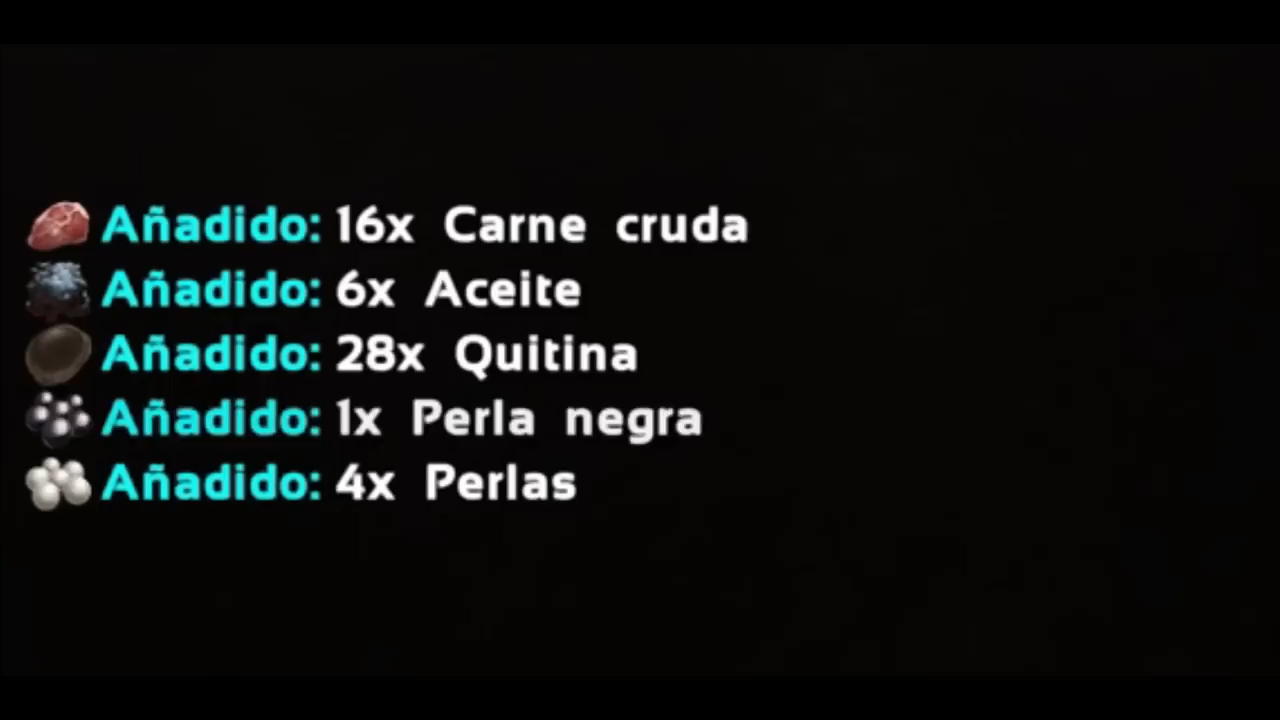 Añadido: 16x Carne cruda
Añadido: 6x Aceite
Añadido: 28x Quitina
Añadido: 1x Perla negra
Añadido: 4x Perlas